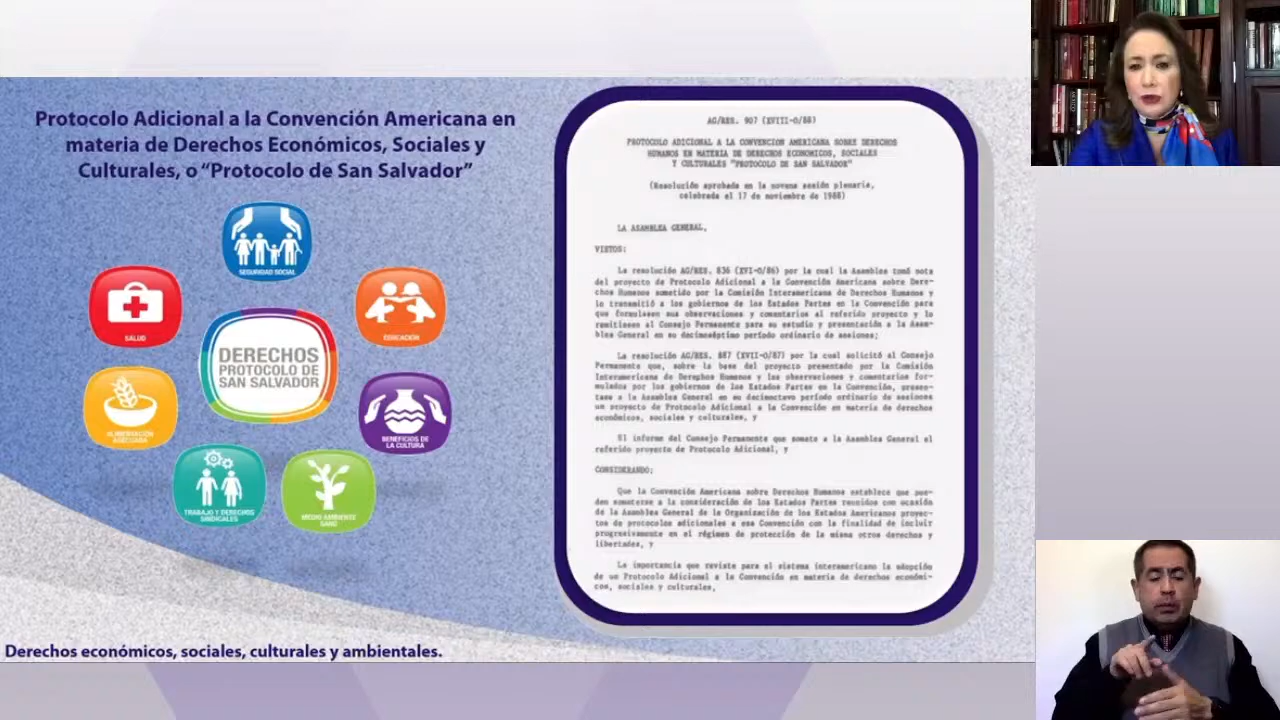 Protocolo Adicional a la Convención Americana en
materia de Derechos Económicos, Sociales y
Culturales, o “Protocolo de San Salvador”
SEGURIDAD SOCIAL
SALUD
EDUCACIÓN
DERECHOS
PROTOCOLO DE
SAN SALVADOR
ALIMENTACIÓN
ADECUADA
BENEFICIOS DE
LA CULTURA
TRABAJO Y DERECHOS
SINDICALES
MEDIO AMBIENTE
SANO
Derechos económicos, sociales, culturales y ambientales.
AG/RES. 907 (XVIII-O/88)
PROTOCOLO ADICIONAL A LA CONVENCION AMERICANA SOBRE DERECHOS
HUMANOS EN MATERIA DE DERECHOS ECONOMICOS, SOCIALES
Y CULTURALES "PROTOCOLO DE SAN SALVADOR"
(Resolución aprobada en la novena sesión plenaria,
celebrada el 17 de noviembre de 1988)
LA ASAMBLEA GENERAL,
VISTOS:
La resolución AG/RES. 836 (XVI-O/86) por la cual la Asamblea tomó nota
del proyecto de Protocolo Adicional a la Convención Americana sobre Dere-
chos Humanos sometido por la Comisión Interamericana de Derechos Humanos y
lo transmitió a los gobiernos de los Estados Partes en la Convención para
que formulasen sus observaciones y comentarios al referido proyecto y lo
remitiesen al Consejo Permanente para su estudio y presentación a la Asam-
blea General en su decimoséptimo período ordinario de sesiones;
La resolución AG/RES. 887 (XVII-O/87) por la cual solicitó al Consejo
Permanente que, sobre la base del proyecto presentado por la Comisión
Interamericana de Derechos Humanos y las observaciones y comentarios for-
mulados por los gobiernos de los Estados Partes en la Convención, presen-
tase a la Asamblea General en su decimoctavo período ordinario de sesiones
un proyecto de Protocolo Adicional a la Convención en materia de derechos
económicos, sociales y culturales, y
El informe del Consejo Permanente que somete a la Asamblea General el
referido proyecto de Protocolo Adicional, y
CONSIDERANDO:
Que la Convención Americana sobre Derechos Humanos establece que pue-
den someterse a la consideración de los Estados Partes reunidos con ocasión
de la Asamblea General de la Organización de los Estados Americanos proyec-
tos de protocolos adicionales a esa Convención con la finalidad de incluir
progresivamente en el régimen de protección de la misma otros derechos y
libertades, y
La importancia que reviste para el sistema interamericano la adopción
de un Protocolo Adicional a la Convención en materia de derechos económi-
cos, sociales y culturales,